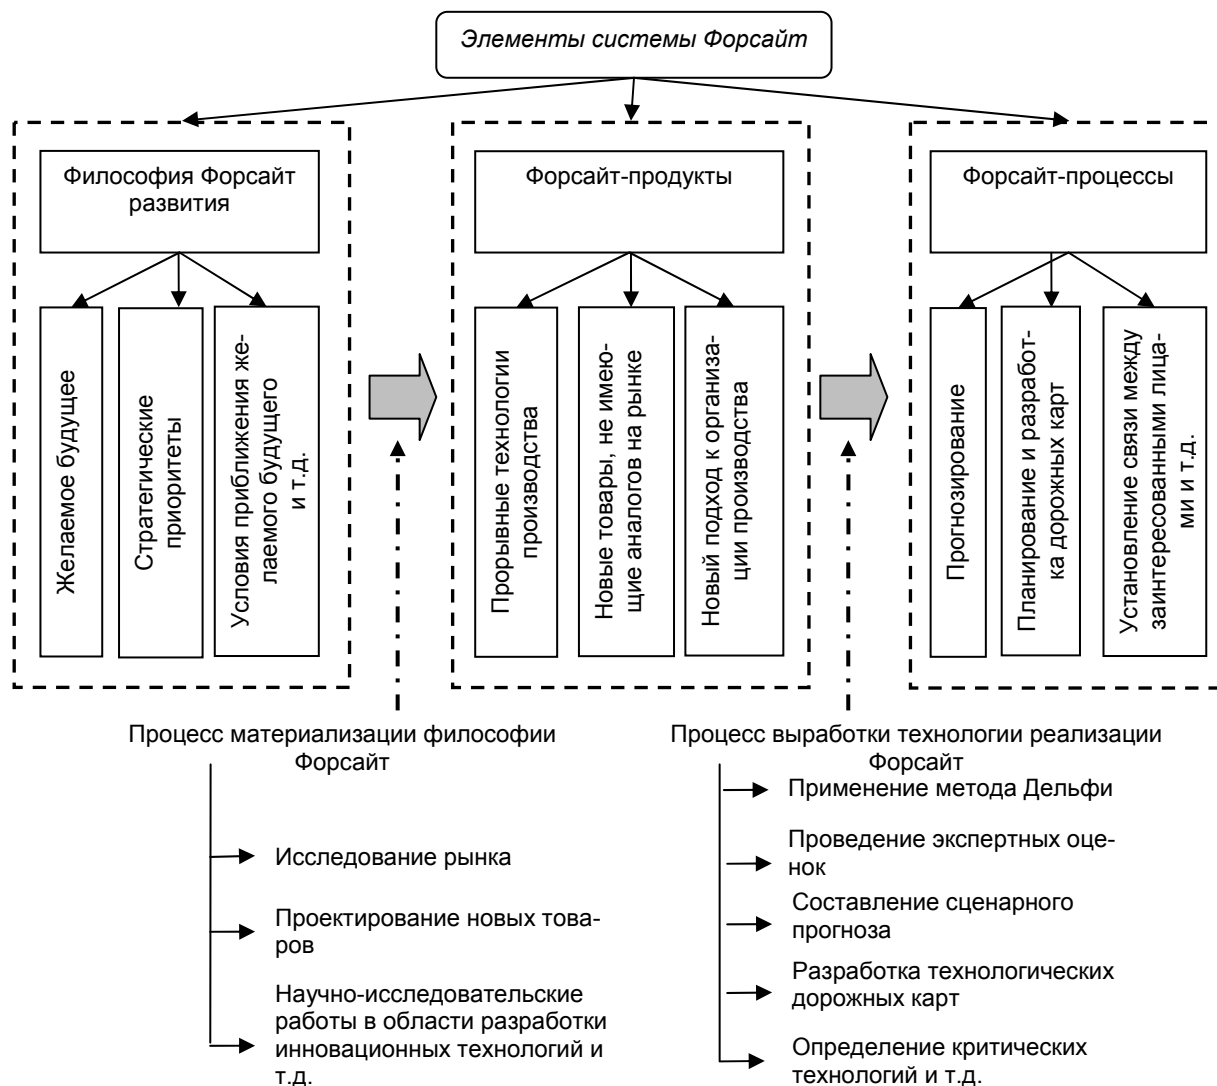 Элементы системы Форсайт
Философия Форсайт
развития
Форсайт-продукты
Форсайт-процессы
Желаемое будущее
Стратегические
приоритеты
Условия приближения же-
лаемого будущего
и т.д.
Прорывные технологии
производства
Новые товары, не имею-
щие аналогов на рынке
Новый подход к организа-
ции производства
Прогнозирование
Планирование и разработ-
ка дорожных карт
Установление связи между
заинтересованными лица-
ми и т.д.
Процесс материализации философии
Форсайт
Исследование рынка
Проектирование новых това-
ров
Научно-исследовательские
работы в области разработки
инновационных технологий и
т.д.
Процесс выработки технологии реализации
Форсайт
Применение метода Дельфи
Проведение экспертных оце-
нок
Составление сценарного
прогноза
Разработка технологических
дорожных карт
Определение критических
технологий и т.д.